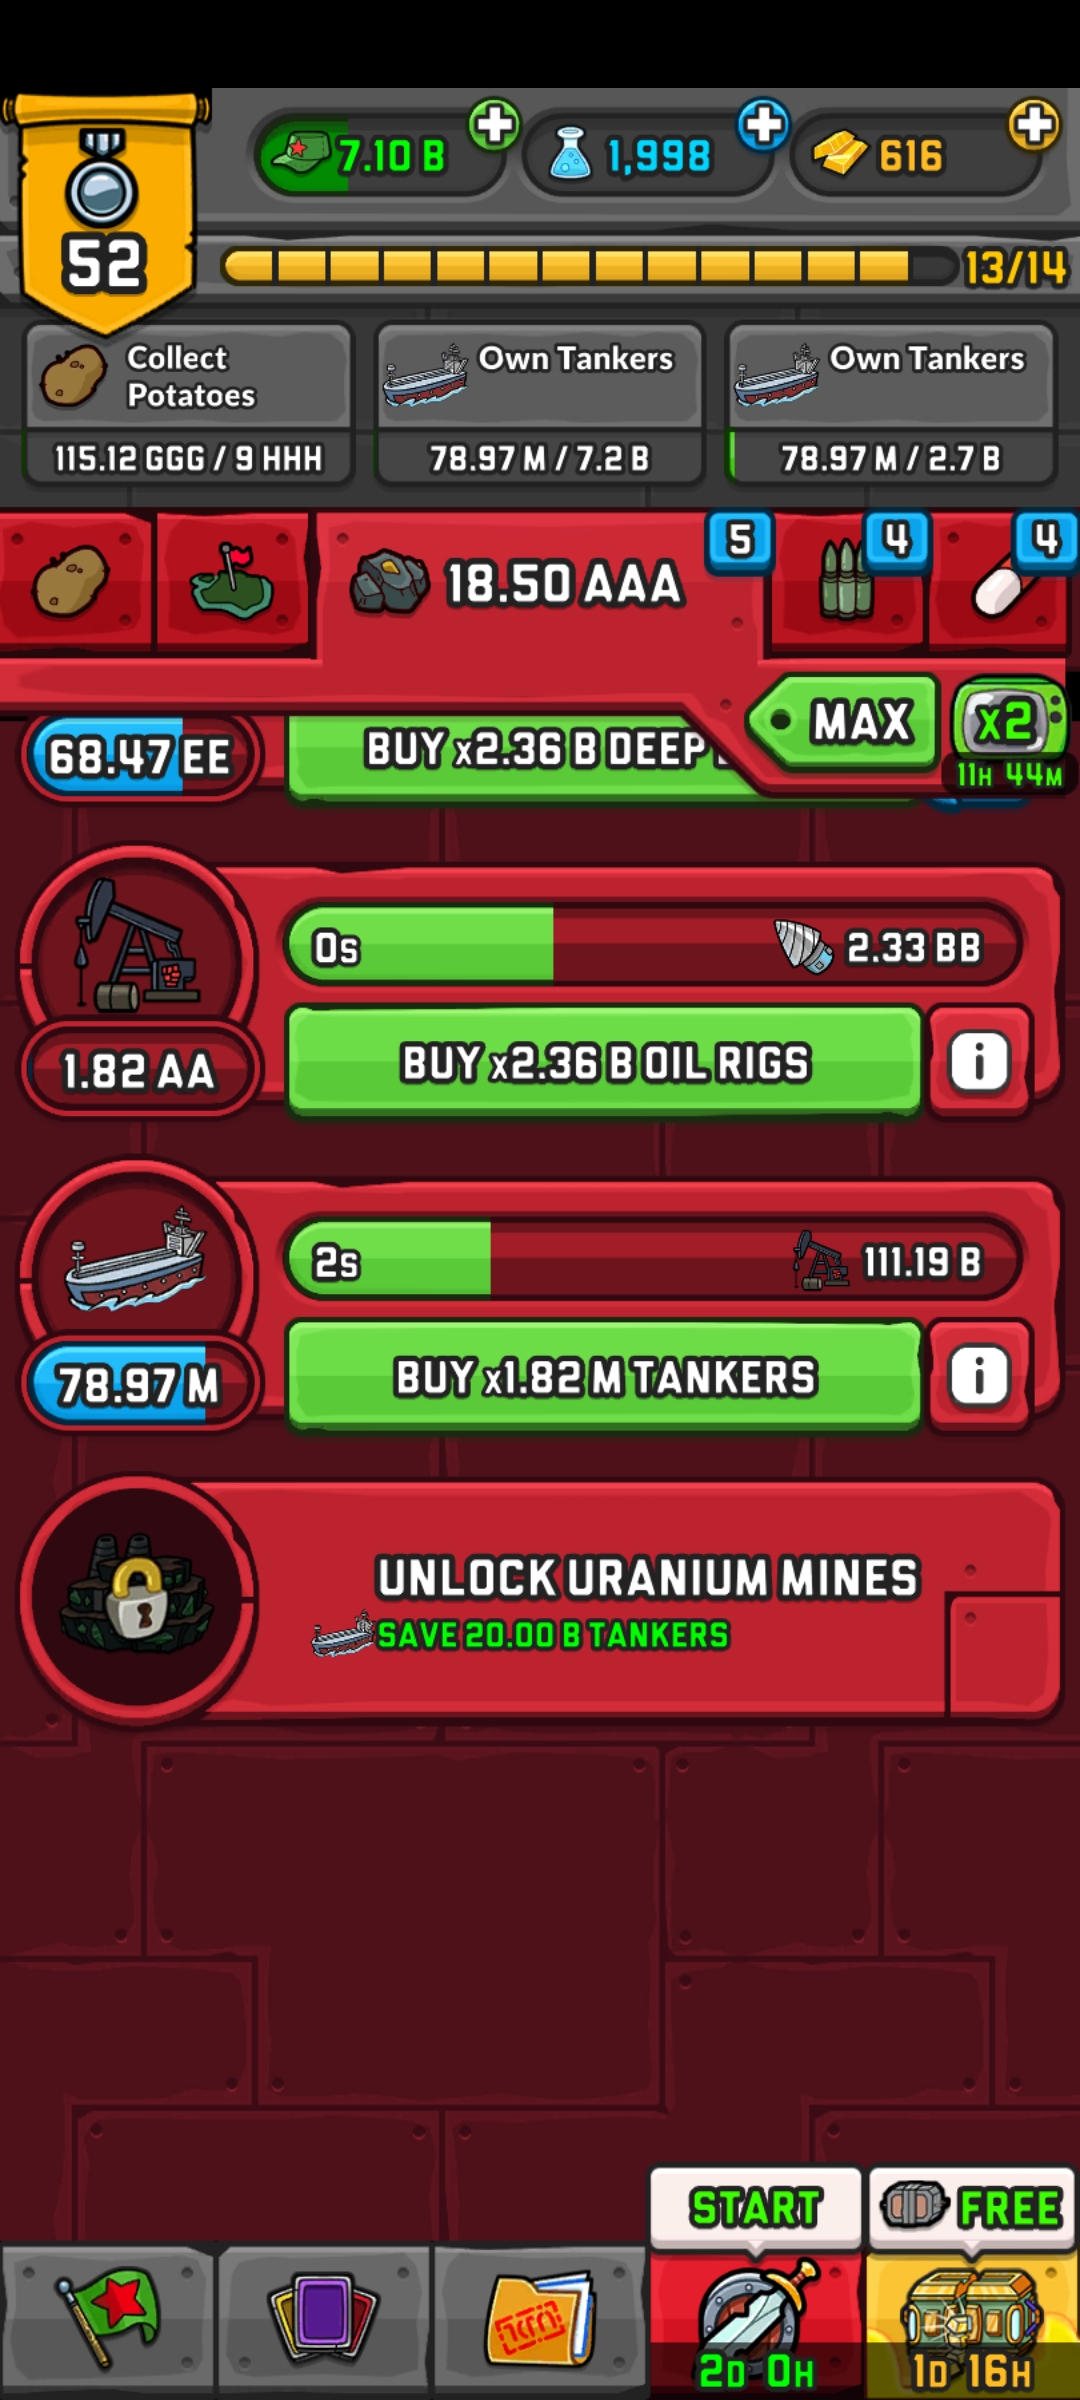 7.10 B
1,998
616
52
13/14
Collect
Potatoes
115.12 GGG / 9 HHH
Own Tankers
78.97 M / 7.2 B
Own Tankers
78.97 M / 2.7 B
18.50 AAA
5
4
4
MAX
x2
11H 44M
68.47 EE
BUY x2.36 B DEEP
0s
2.33 BB
1.82 AA
BUY x2.36 B OIL RIGS
i
2s
111.19 B
78.97 M
BUY x1.82 M TANKERS
i
UNLOCK URANIUM MINES
SAVE 20.00 B TANKERS
START
FREE
2D 0H
1D 16H